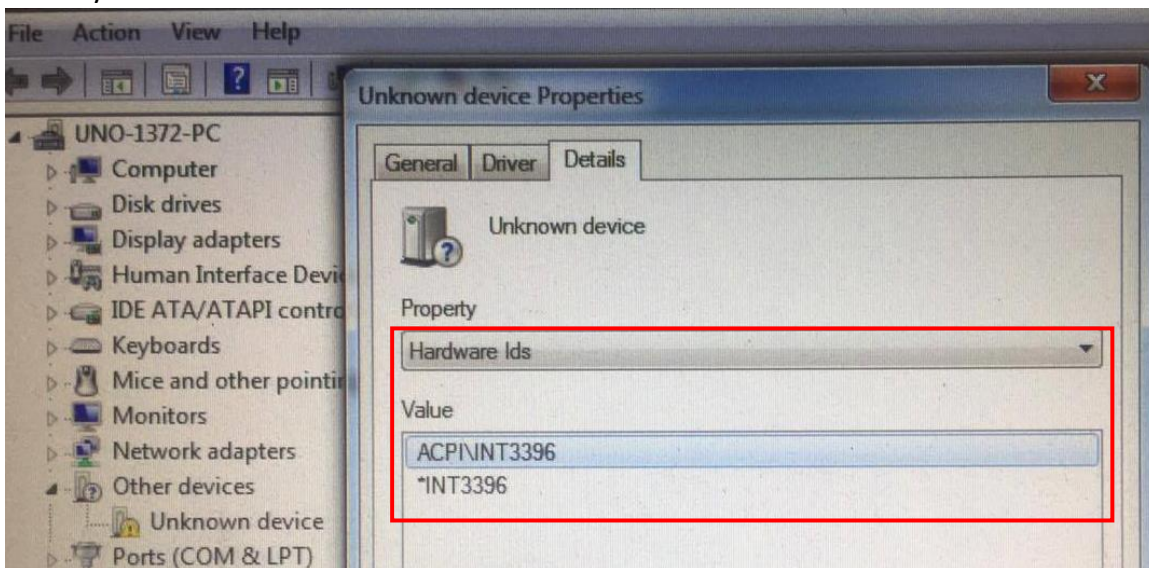 File Action View Help
Unknown device Properties
UNO-1372-PC
Computer
Disk drives
Display adapters
Human Interface Devi
IDE ATA/ATAPI contro
Keyboards
Mice and other pointin
Monitors
Network adapters
Other devices
Unknown device
Ports (COM & LPT)
General Driver Details
Unknown device
Property
Hardware Ids
Value
ACPI\INT3396
*INT3396